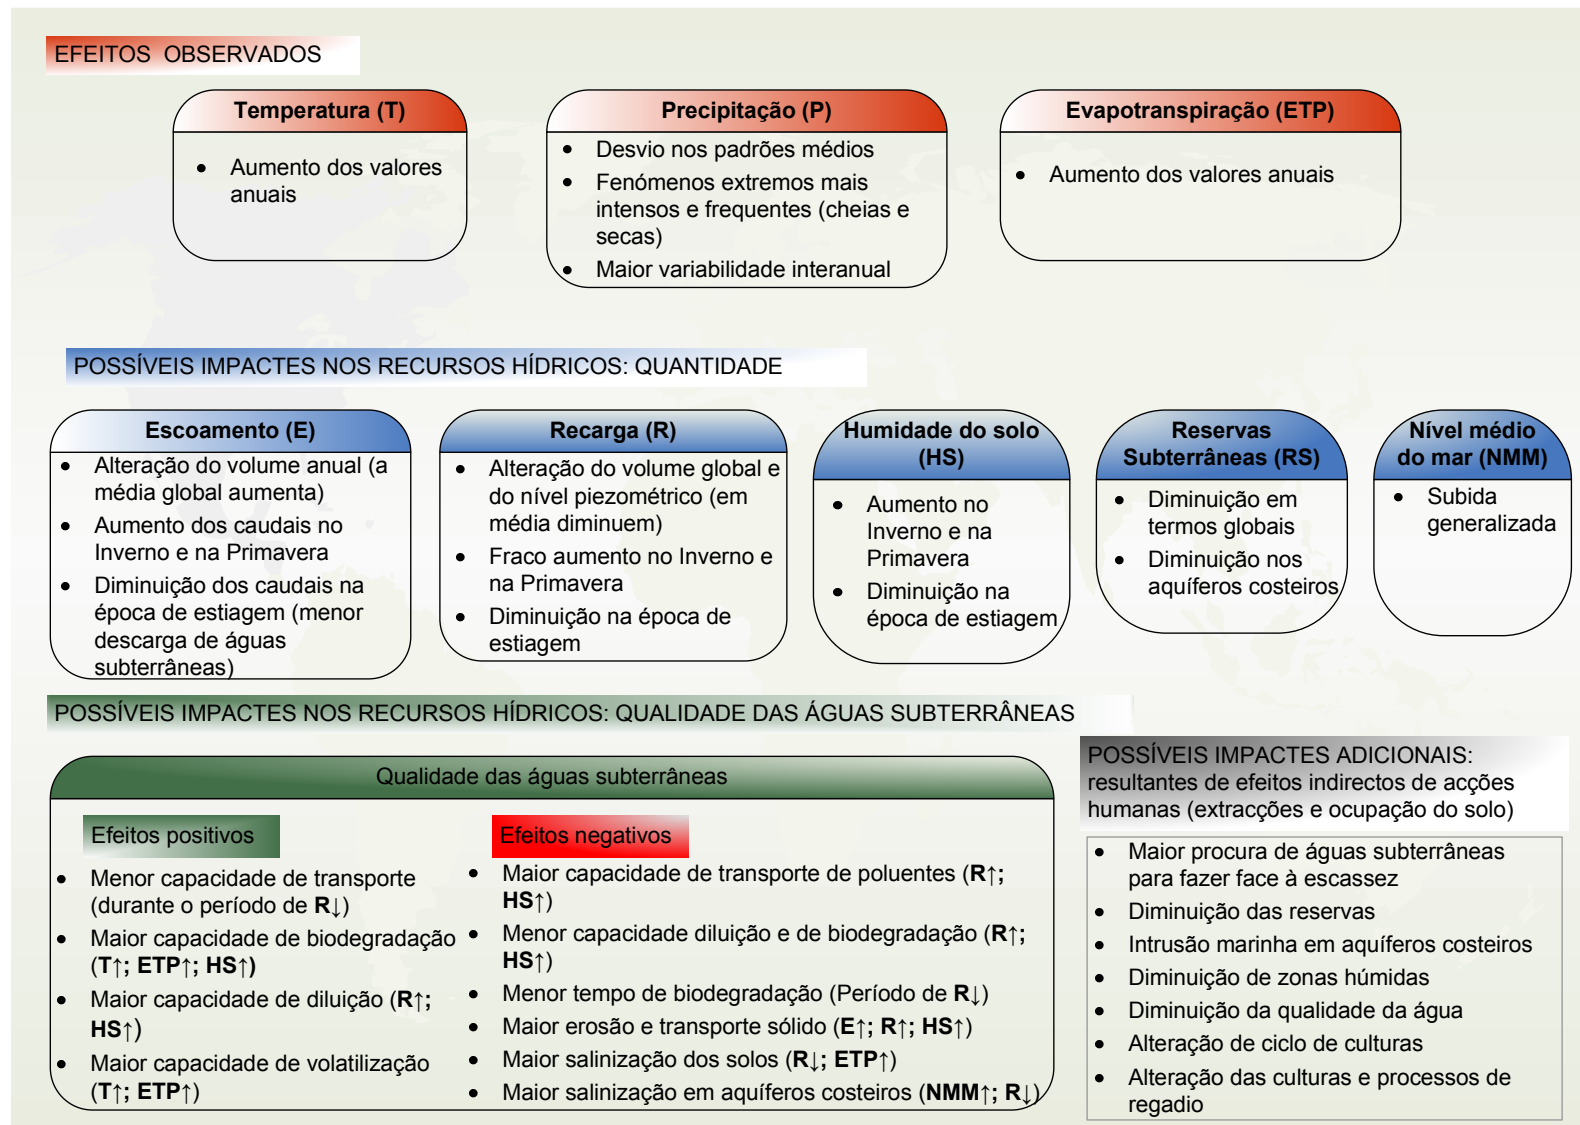 EFEITOS OBSERVADOS
Temperatura (T)
• Aumento dos valores
anuais
Precipitação (P)
• Desvio nos padrões médios
• Fenómenos extremos mais
intensos e frequentes (cheias e
secas)
• Maior variabilidade interanual
Evapotranspiração (ETP)
• Aumento dos valores anuais
POSSÍVEIS IMPACTES NOS RECURSOS HÍDRICOS: QUANTIDADE
Escoamento (E)
• Alteração do volume anual (a
média global aumenta)
• Aumento dos caudais no
Inverno e na Primavera
• Diminuição dos caudais na
época de estiagem (menor
descarga de águas
subterrâneas)
Recarga (R)
• Alteração do volume global e
do nível piezométrico (em
média diminuem)
• Fraco aumento no Inverno e
na Primavera
• Diminuição na época de
estiagem
Humidade do solo
(HS)
• Aumento no
Inverno e na
Primavera
• Diminuição na
época de estiagem
Reservas
Subterrâneas (RS)
• Diminuição em
termos globais
• Diminuição nos
aquíferos costeiros
Nível médio
do mar (NMM)
• Subida
generalizada
POSSÍVEIS IMPACTES NOS RECURSOS HÍDRICOS: QUALIDADE DAS ÁGUAS SUBTERRÂNEAS
Qualidade das águas subterrâneas
Efeitos positivos
• Menor capacidade de transporte
(durante o período de R↓)
• Maior capacidade de biodegradação
(T↑; ETP↑; HS↑)
• Maior capacidade de diluição (R↑;
HS↑)
• Maior capacidade de volatilização
(T↑; ETP↑)
Efeitos negativos
• Maior capacidade de transporte de poluentes (R↑;
HS↑)
• Menor capacidade diluição e de biodegradação (R↑;
HS↑)
• Menor tempo de biodegradação (Período de R↓)
• Maior erosão e transporte sólido (E↑; R↑; HS↑)
• Maior salinização dos solos (R↓; ETP↑)
• Maior salinização em aquíferos costeiros (NMM↑; R↓)
POSSÍVEIS IMPACTES ADICIONAIS:
resultantes de efeitos indirectos de acções
humanas (extracções e ocupação do solo)
• Maior procura de águas subterrâneas
para fazer face à escassez
• Diminuição das reservas
• Intrusão marinha em aquíferos costeiros
• Diminuição de zonas húmidas
• Diminuição da qualidade da água
• Alteração de ciclo de culturas
• Alteração das culturas e processos de
regadio